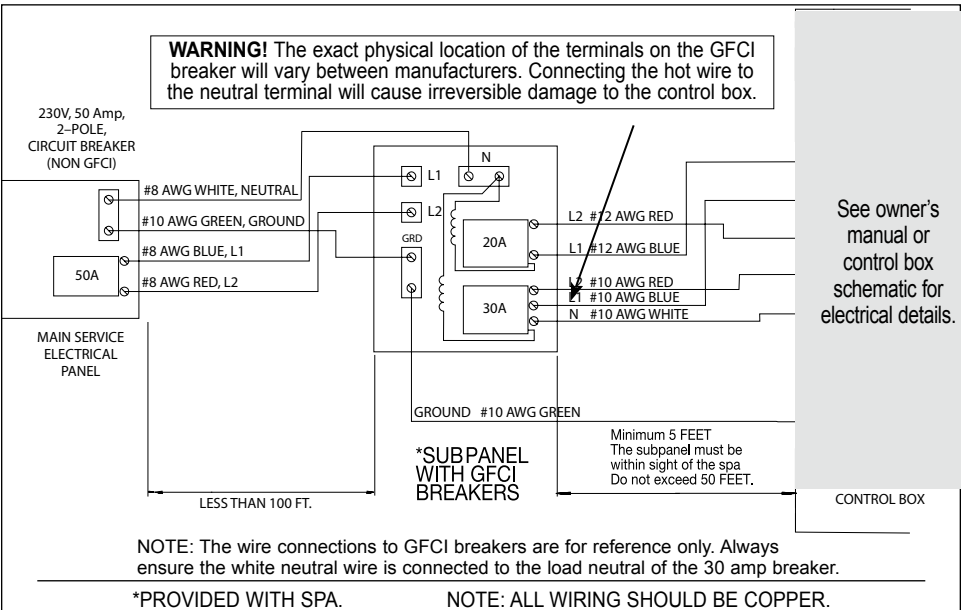 WARNING! The exact physical location of the terminals on the GFCI
breaker will vary between manufacturers. Connecting the hot wire to
the neutral terminal will cause irreversible damage to the control box.
230V, 50 Amp,
2–POLE,
CIRCUIT BREAKER
(NON GFCI)
#8 AWG WHITE, NEUTRAL
#10 AWG GREEN, GROUND
#8 AWG BLUE, L1
#8 AWG RED, L2
50A
MAIN SERVICE
ELECTRICAL
PANEL
L1
N
L2
GRD
20A
30A
L2 #12 AWG RED
L1 #12 AWG BLUE
L2 #10 AWG RED
L1 #10 AWG BLUE
N #10 AWG WHITE
See owner's
manual or
control box
schematic for
electrical details.
GROUND #10 AWG GREEN
*SUBPANEL
WITH GFCI
BREAKERS
Minimum 5 FEET
The subpanel must be
within sight of the spa
Do not exceed 50 FEET.
LESS THAN 100 FT.
CONTROL BOX
NOTE: The wire connections to GFCI breakers are for reference only. Always
ensure the white neutral wire is connected to the load neutral of the 30 amp breaker.
*PROVIDED WITH SPA. NOTE: ALL WIRING SHOULD BE COPPER.